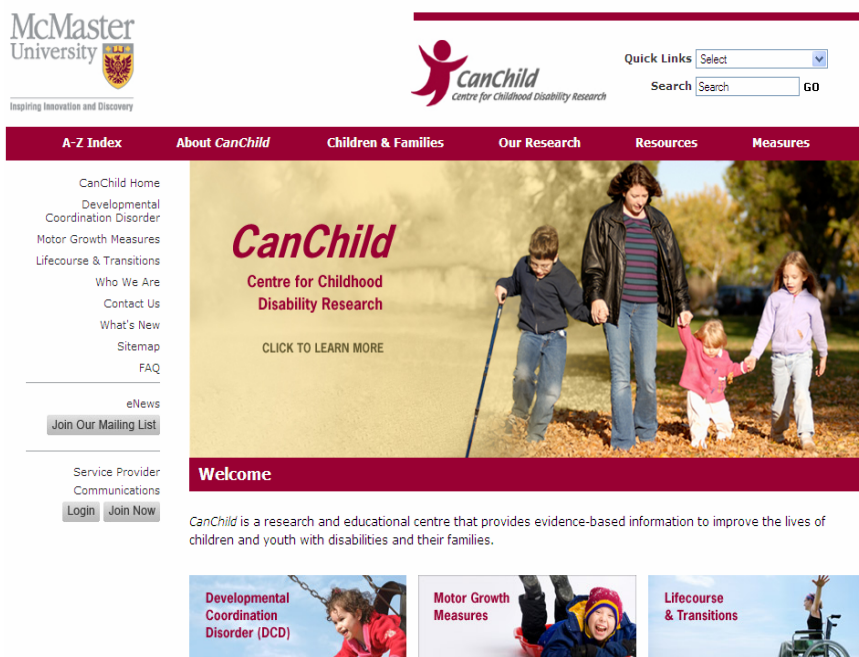 McMaster
University
Inspiring Innovation and Discovery
CanChild
Centre for Childhood Disability Research
Quick Links Select
Search Search GO
A-Z Index About CanChild Children & Families Our Research Resources Measures
CanChild Home
Developmental
Coordination Disorder
Motor Growth Measures
Lifecourse & Transitions
Who We Are
Contact Us
What's New
Sitemap
FAQ
eNews
Join Our Mailing List
Service Provider
Communications
Login Join Now
CanChild
Centre for Childhood
Disability Research
CLICK TO LEARN MORE
Welcome
CanChild is a research and educational centre that provides evidence-based information to improve the lives of
children and youth with disabilities and their families.
Developmental
Coordination
Disorder (DCD)
Motor Growth
Measures
Lifecourse
& Transitions